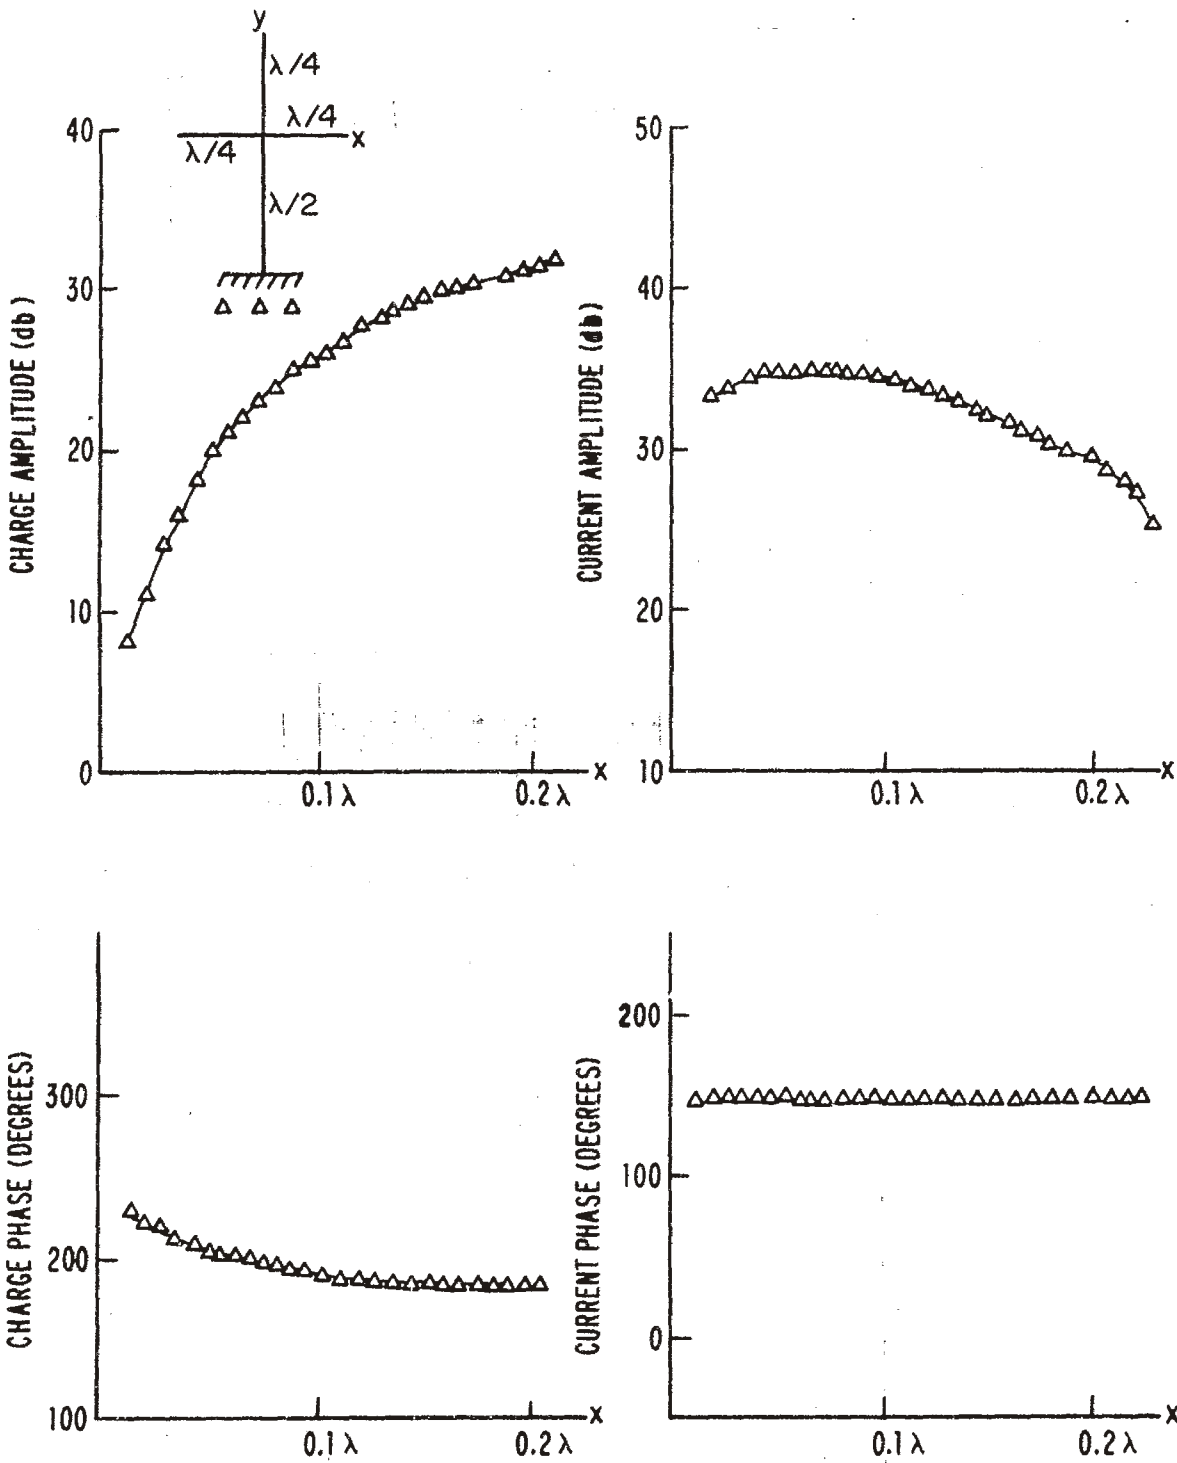 y
λ/4
λ/4
x
λ/4
λ/2
40
30
20
10
0
CHARGE AMPLITUDE (db)
0.1λ
0.2λ
x
50
40
30
20
10
CURRENT AMPLITUDE (db)
0.1λ
0.2λ
x
300
200
100
CHARGE PHASE (DEGREES)
0.1λ
0.2λ
x
200
100
0
CURRENT PHASE (DEGREES)
0.1λ
0.2λ
x